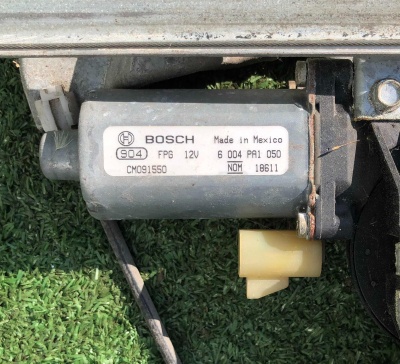 BOSCH Made in Mexico
904 FPG 12V 6 004 PA1 050
CM091550 NOM 18611